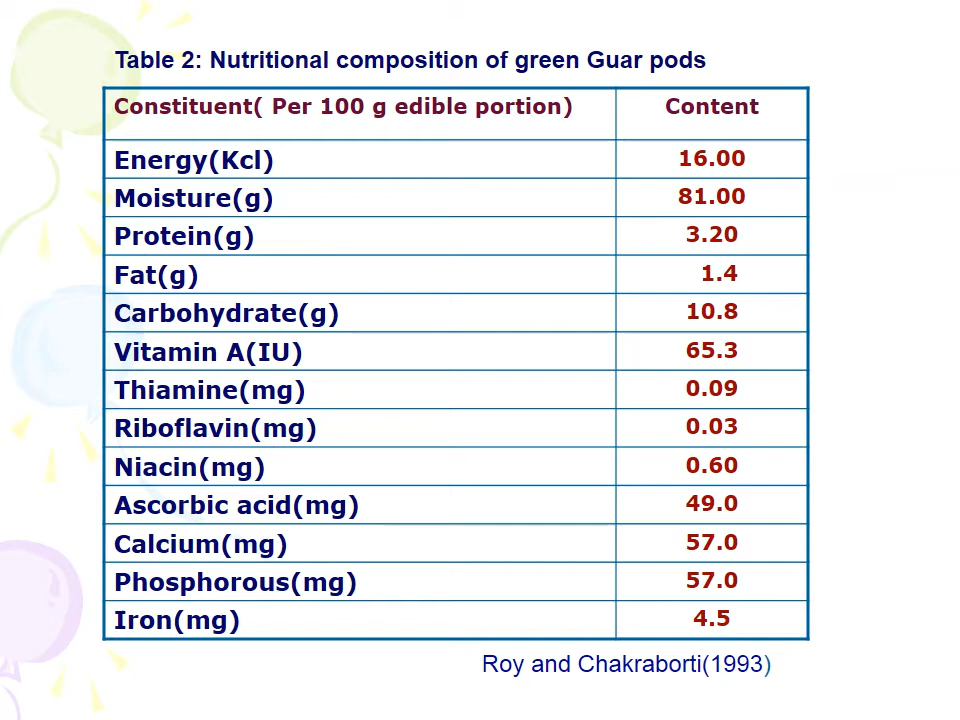 Table 2: Nutritional composition of green Guar pods
Constituent( Per 100 g edible portion) Content
Energy(Kcl) 16.00
Moisture(g) 81.00
Protein(g) 3.20
Fat(g) 1.4
Carbohydrate(g) 10.8
Vitamin A(IU) 65.3
Thiamine(mg) 0.09
Riboflavin(mg) 0.03
Niacin(mg) 0.60
Ascorbic acid(mg) 49.0
Calcium(mg) 57.0
Phosphorous(mg) 57.0
Iron(mg) 4.5
Roy and Chakraborti(1993)